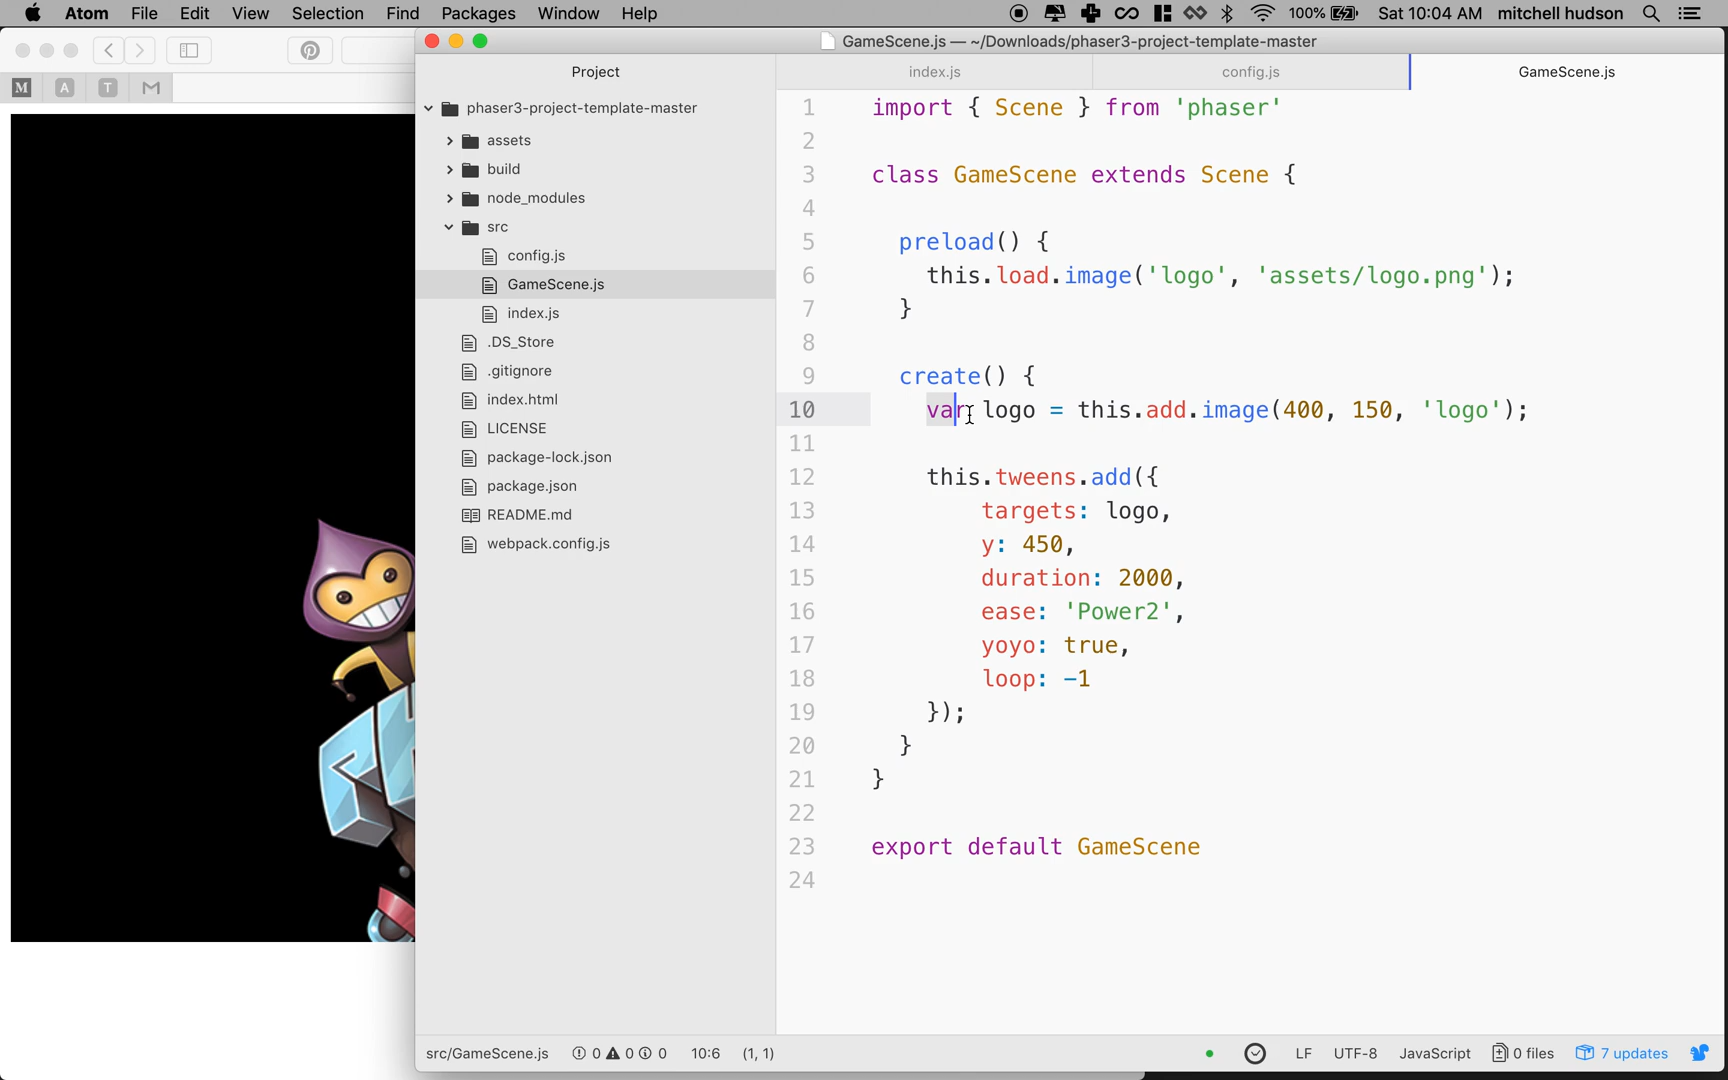 Atom File Edit View Selection Find Packages Window Help 100% Sat 10:04 AM mitchell hudson
GameScene.js — ~/Downloads/phaser3-project-template-master
M A T M
Project
index.js config.js GameScene.js
phaser3-project-template-master
assets
build
node_modules
src
config.js
GameScene.js
index.js
.DS_Store
.gitignore
index.html
LICENSE
package-lock.json
package.json
README.md
webpack.config.js
1 import { Scene } from 'phaser'
2
3 class GameScene extends Scene {
4
5 preload() {
6 this.load.image('logo', 'assets/logo.png');
7 }
8
9 create() {
10 var logo = this.add.image(400, 150, 'logo');
11
12 this.tweens.add({
13 targets: logo,
14 y: 450,
15 duration: 2000,
16 ease: 'Power2',
17 yoyo: true,
18 loop: -1
19 });
20 }
21 }
22
23 export default GameScene
24
src/GameScene.js 0 0 0 10:6 (1, 1) LF UTF-8 JavaScript 0 files 7 updates